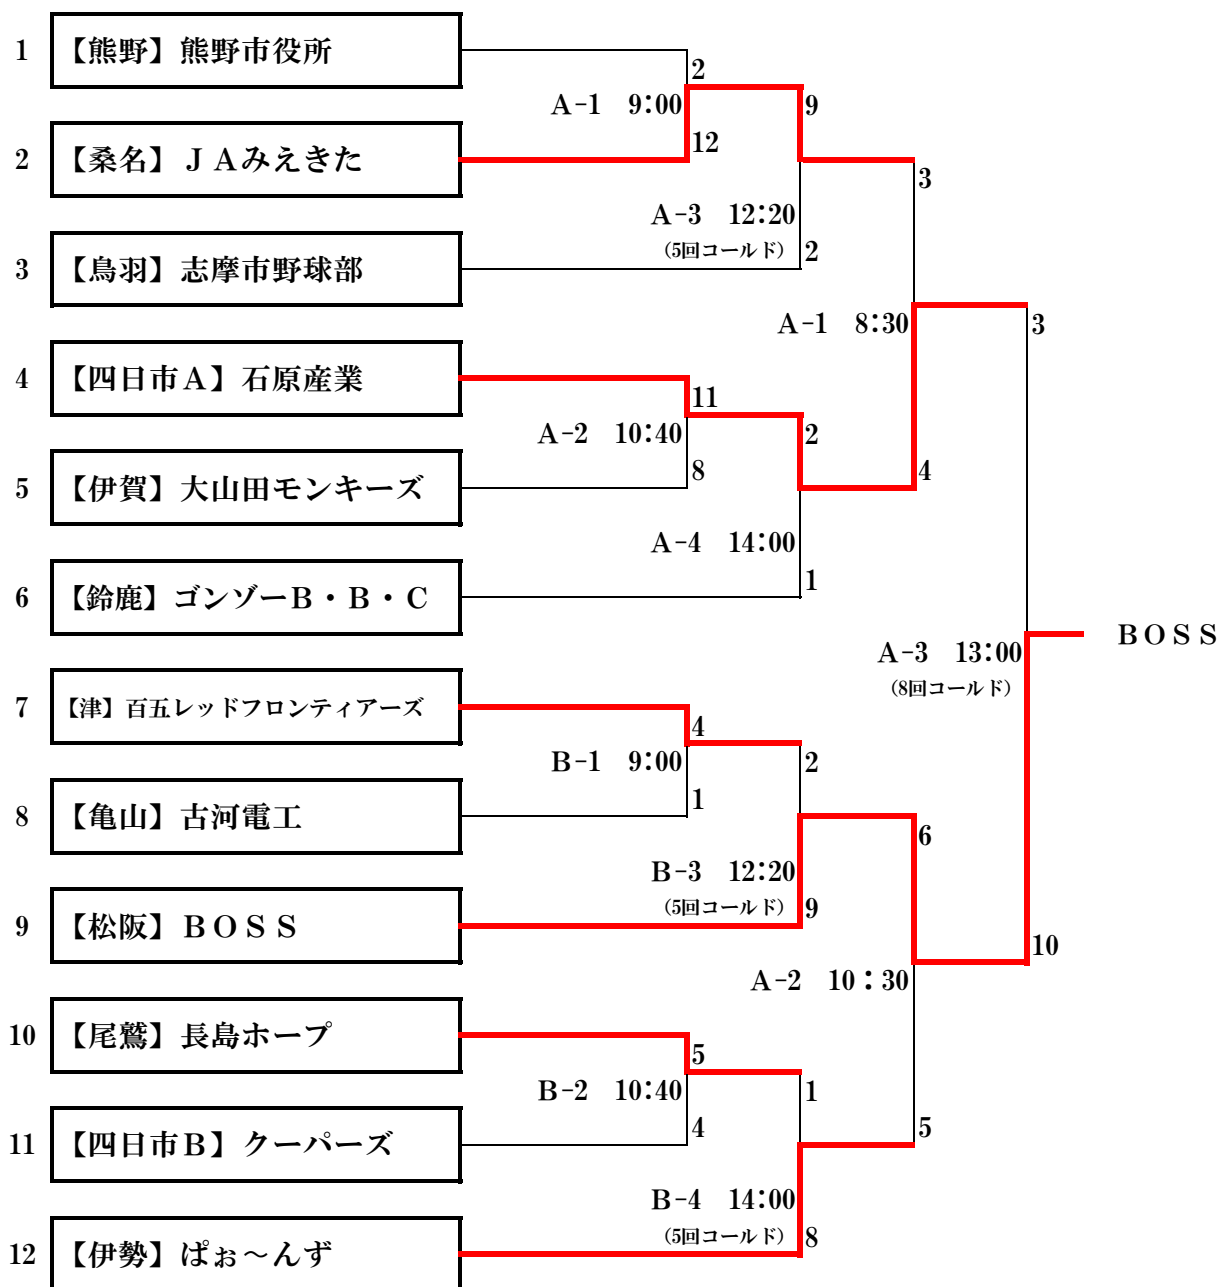 1 【熊野】熊野市役所
2
A-1 9:00
9
12
2 【桑名】ＪＡみえきた
3
A-3 12:20
(5回コールド)
2
3 【鳥羽】志摩市野球部
A-1 8:30
3
4 【四日市Ａ】石原産業
11
A-2 10:40
2
8
4
5 【伊賀】大山田モンキーズ
A-4 14:00
1
6 【鈴鹿】ゴンゾーＢ・Ｂ・Ｃ
ＢＯＳＳ
A-3 13:00
(8回コールド)
7 【津】百五レッドフロンティアーズ
4
B-1 9:00
2
1
8 【亀山】古河電工
6
B-3 12:20
(5回コールド)
9
9 【松阪】ＢＯＳＳ
10
A-2 10：30
10 【尾鷲】長島ホープ
5
B-2 10:40
1
4
5
11 【四日市Ｂ】クーパーズ
B-4 14:00
(5回コールド)
8
12 【伊勢】ぱぉ～んず